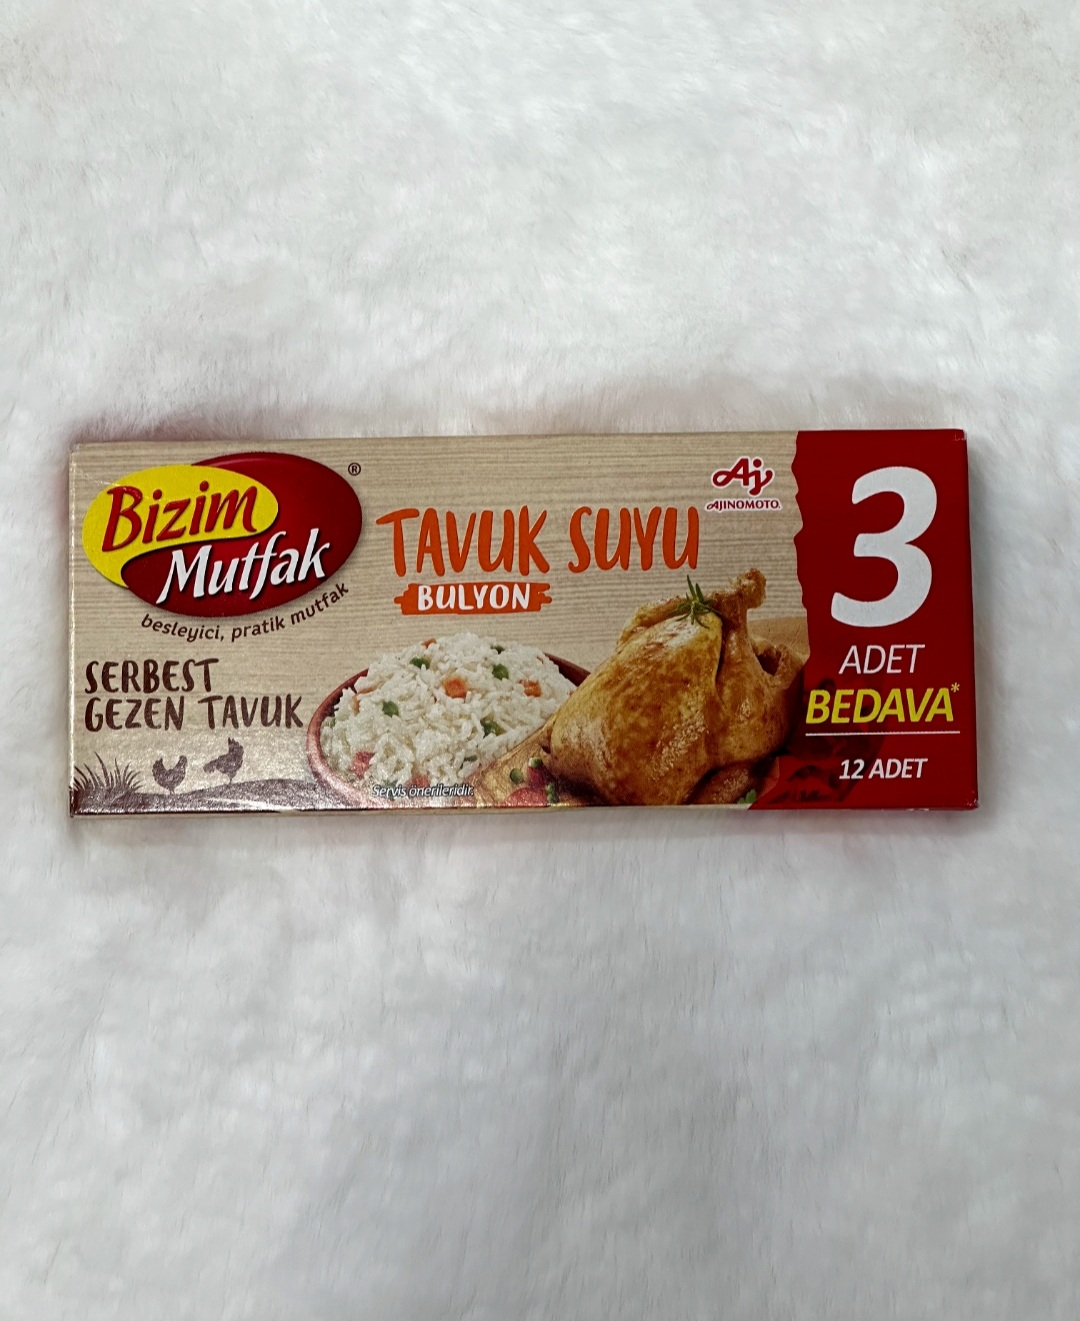 Bizim
Mutfak
®
besleyici, pratik mutfak
SERBEST
GEZEN TAVUK
TAVUK SUYU
BULYON
Servis önerileridir.
Aj
AJINOMOTO®
3
ADET
BEDAVA*
12 ADET